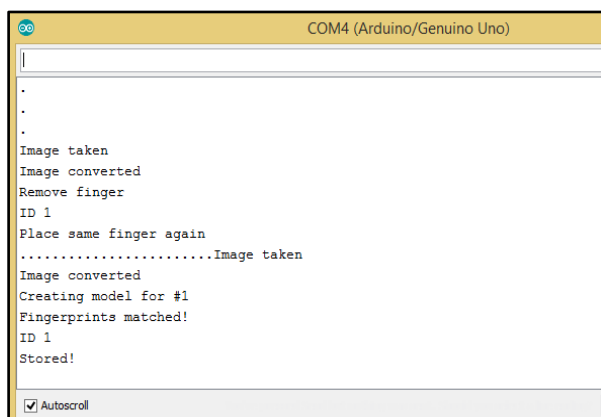 COM4 (Arduino/Genuino Uno)
.
.
.
Image taken
Image converted
Remove finger
ID 1
Place same finger again
........................Image taken
Image converted
Creating model for #1
Fingerprints matched!
ID 1
Stored!
Autoscroll